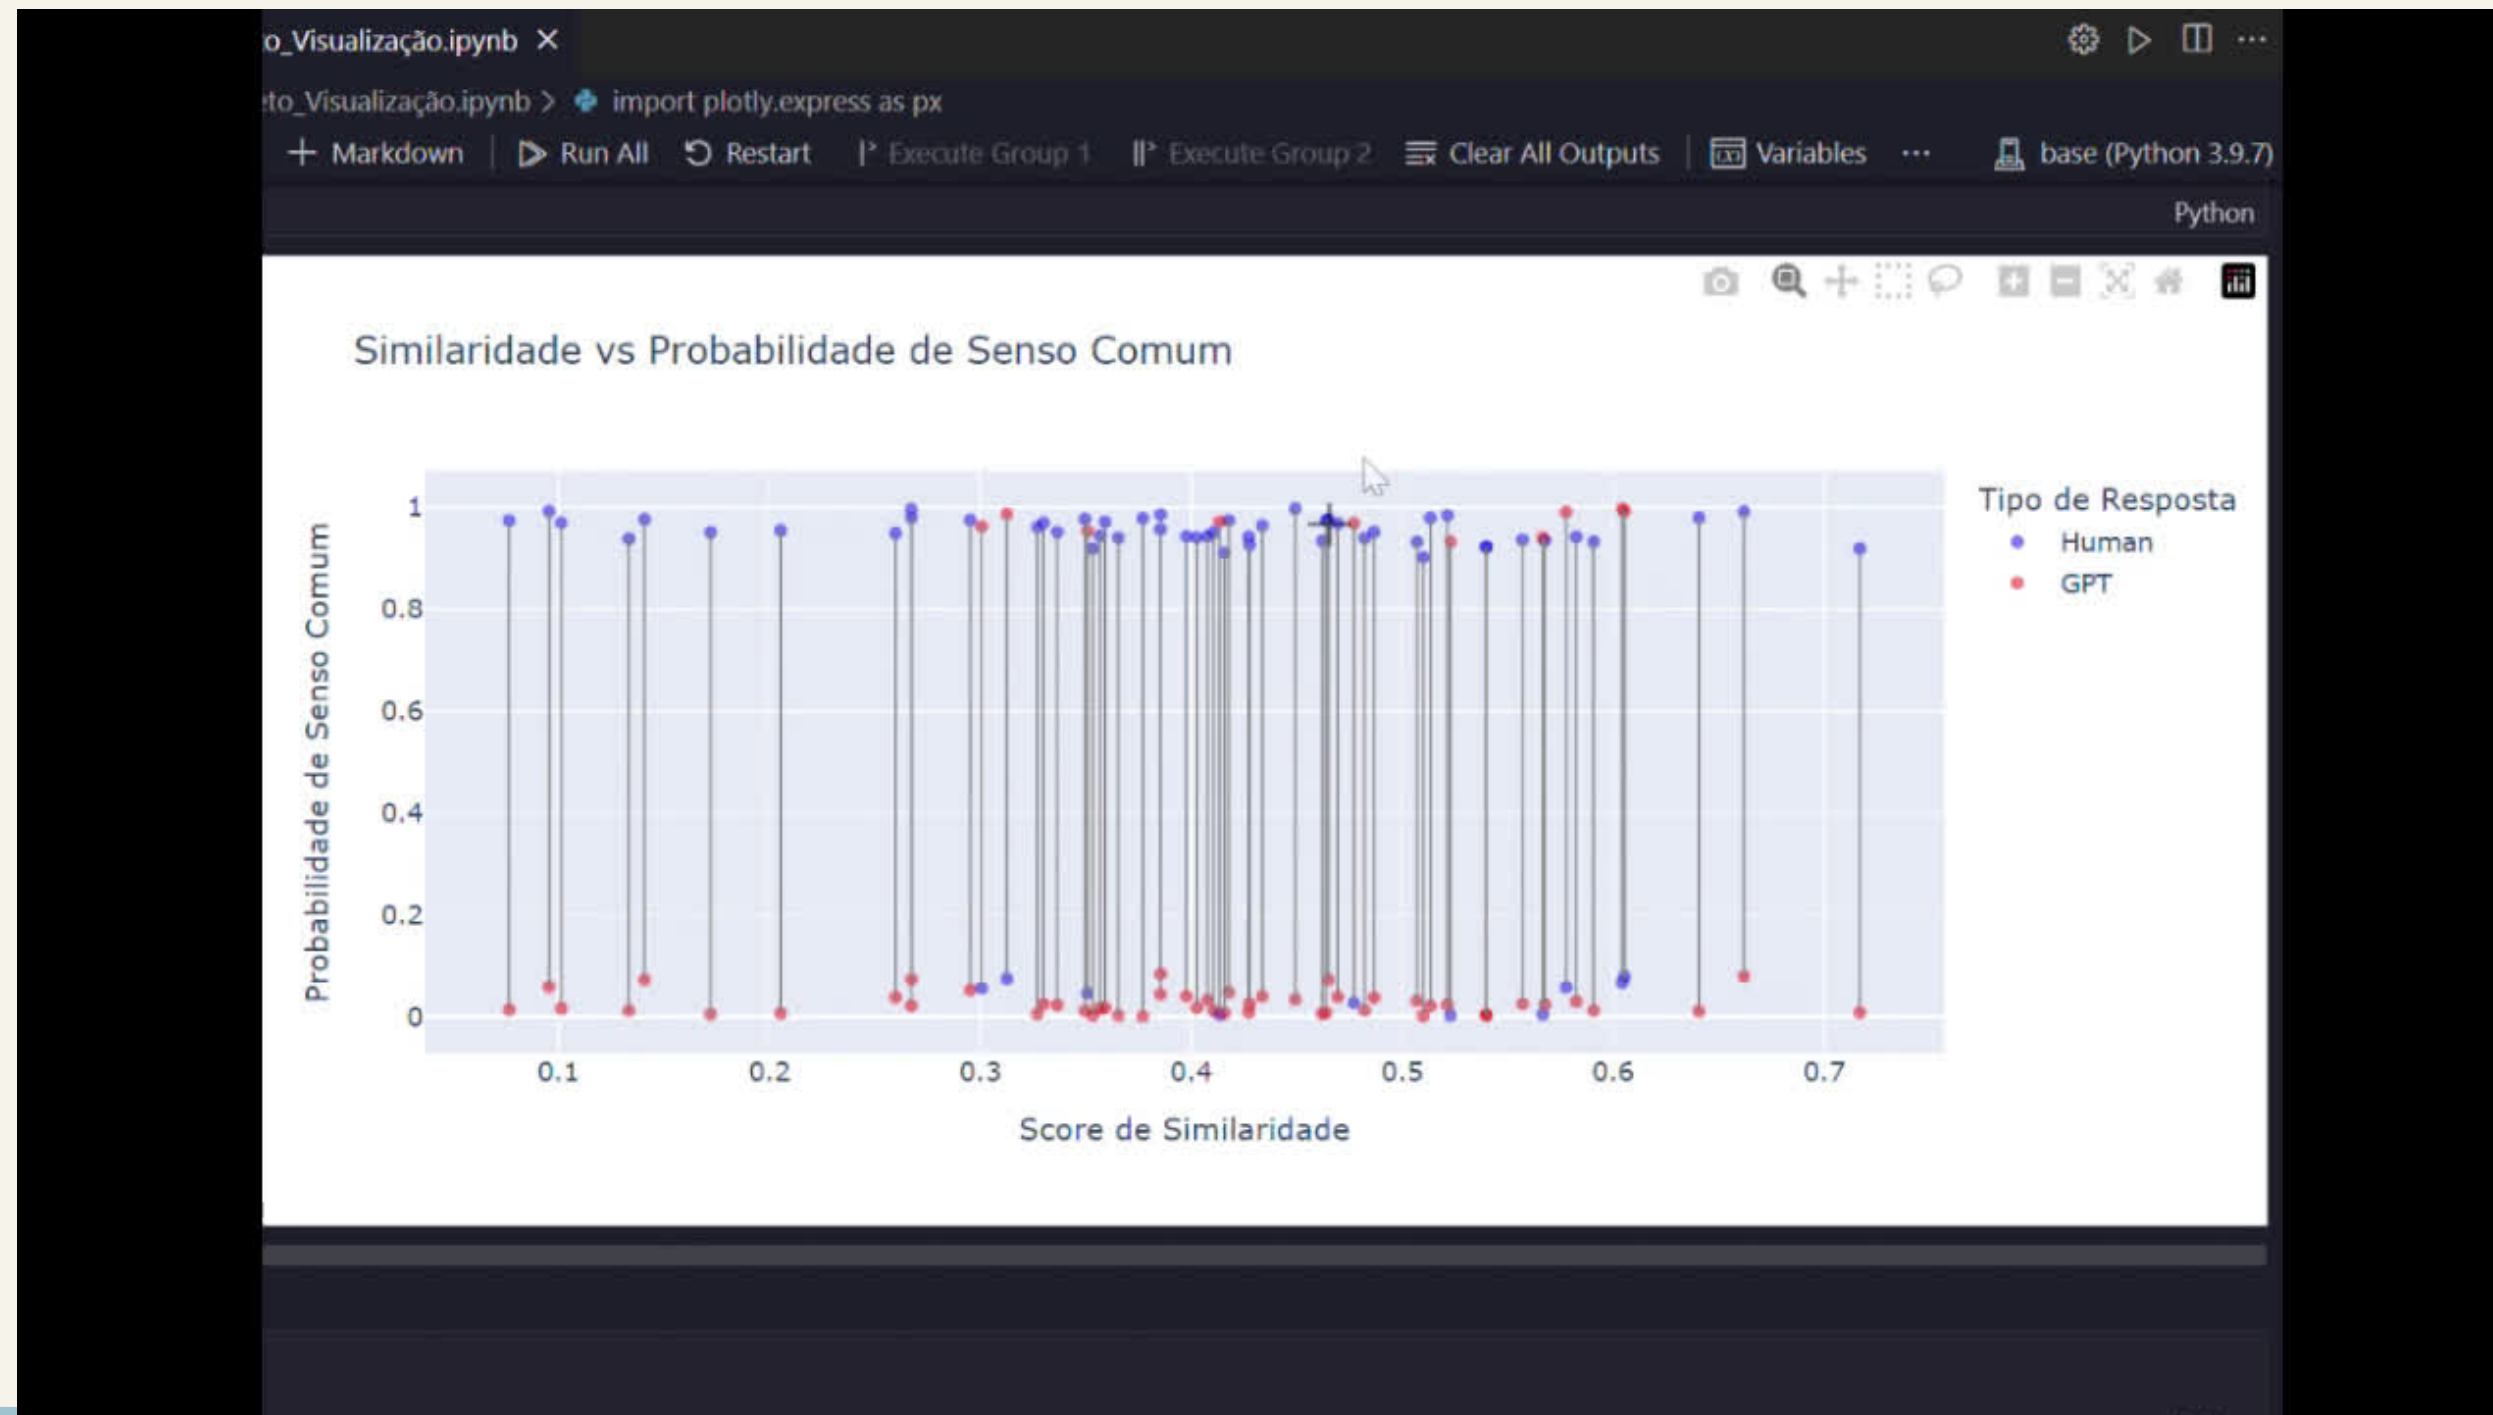 o_Visualização.ipynb
eto_Visualização.ipynb > import plotly.express as px
+ Markdown Run All Restart Execute Group 1 Execute Group 2 Clear All Outputs Variables ... base (Python 3.9.7)
Python
Similaridade vs Probabilidade de Senso Comum
Probabilidade de Senso Comum
1
0.8
0.6
0.4
0.2
0
0.1 0.2 0.3 0.4 0.5 0.6 0.7
Score de Similaridade
Tipo de Resposta
Human
GPT